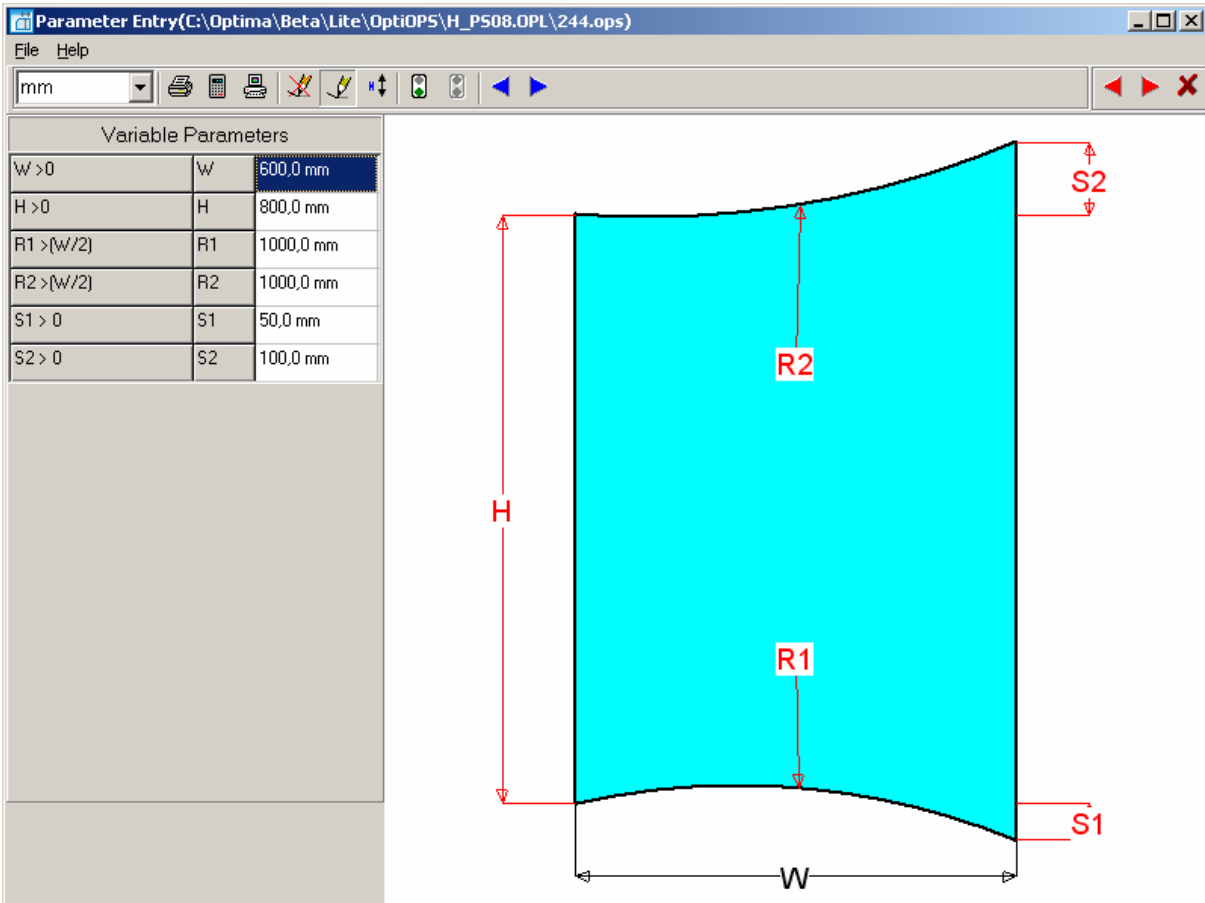 Parameter Entry(C:\Optima\Beta\Lite\OptiOPS\H_PS08.OPL\244.ops)
File Help
mm
H
Variable Parameters
W >0 W 600,0 mm
H >0 H 800,0 mm
R1 >(W/2) R1 1000,0 mm
R2 >(W/2) R2 1000,0 mm
S1 > 0 S1 50,0 mm
S2 > 0 S2 100,0 mm
S2
R2
H
R1
S1
W